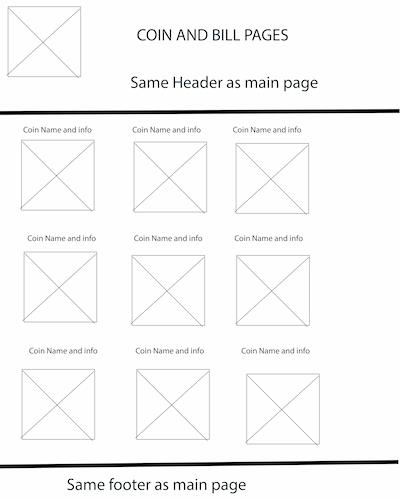 COIN AND BILL PAGES
Same Header as main page
Coin Name and info Coin Name and info Coin Name and info
Coin Name and info Coin Name and info Coin Name and info
Coin Name and info Coin Name and info Coin Name and info
Same footer as main page